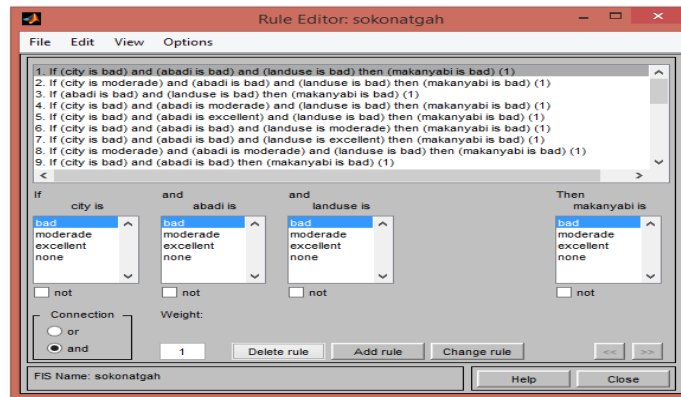 Rule Editor: sokonatgah
File Edit View Options
1. If (city is bad) and (abadi is bad) and (landuse is bad) then (makanyabi is bad) (1)
2. If (city is moderade) and (abadi is bad) and (landuse is bad) then (makanyabi is bad) (1)
3. If (abadi is bad) and (landuse is bad) then (makanyabi is bad) (1)
4. If (city is bad) and (abadi is moderade) and (landuse is bad) then (makanyabi is bad) (1)
5. If (city is bad) and (abadi is excellent) and (landuse is bad) then (makanyabi is bad) (1)
6. If (city is bad) and (abadi is bad) and (landuse is moderade) then (makanyabi is bad) (1)
7. If (city is bad) and (abadi is bad) and (landuse is excellent) then (makanyabi is bad) (1)
8. If (city is moderade) and (abadi is moderade) and (landuse is bad) then (makanyabi is bad) (1)
9. If (city is bad) and (abadi is bad) then (makanyabi is bad) (1)
If and and Then
city is abadi is landuse is makanyabi is
bad bad bad bad
moderade moderade moderade moderade
excellent excellent excellent excellent
none none none none
not not not not
Connection Weight:
or
and 1 Delete rule Add rule Change rule << >>
FIS Name: sokonatgah Help Close